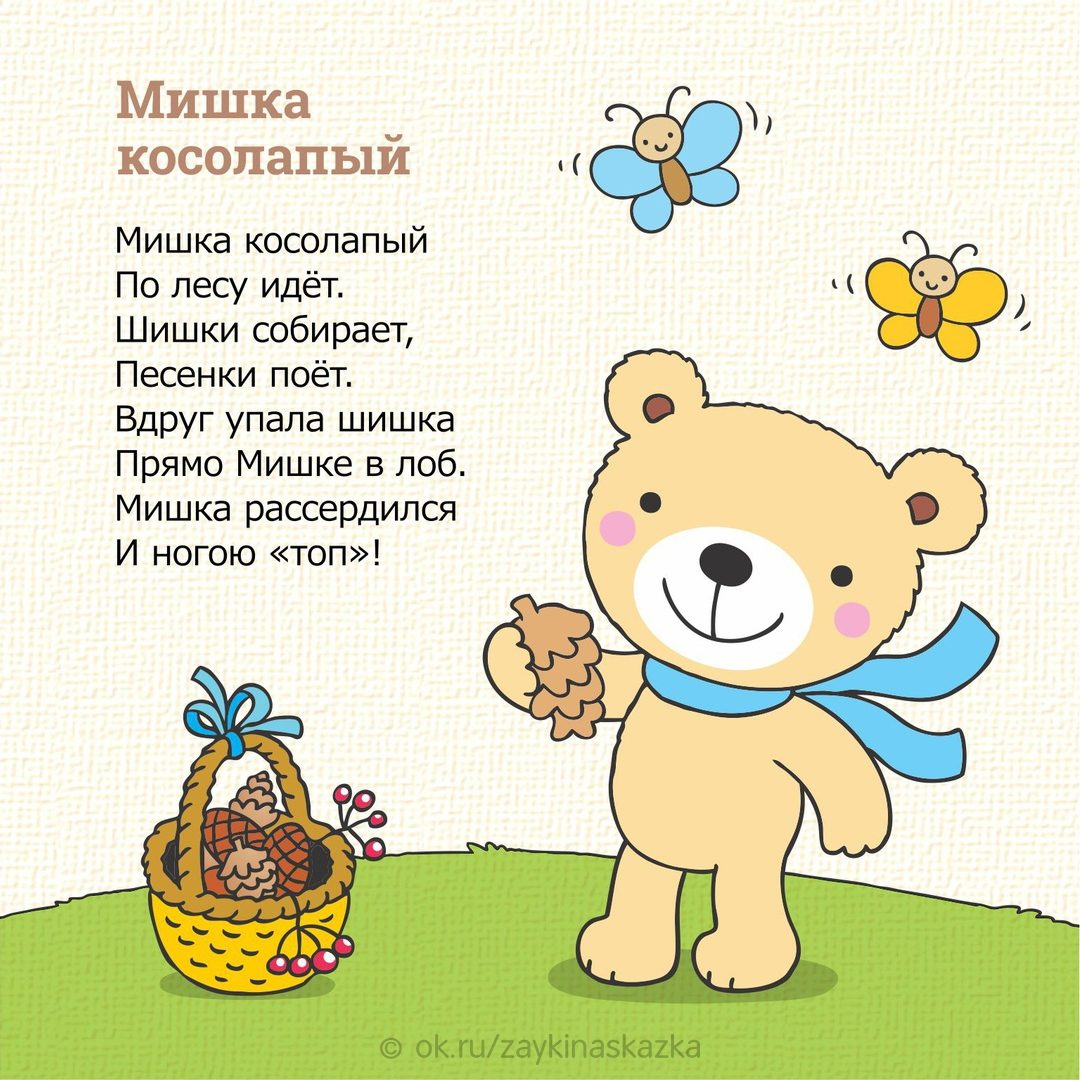 Мишка
косолапый
Мишка косолапый
По лесу идёт.
Шишки собирает,
Песенки поёт.
Вдруг упала шишка
Прямо Мишке в лоб.
Мишка рассердился
И ногою «топ»!
© ok.ru/zaykinaskazka